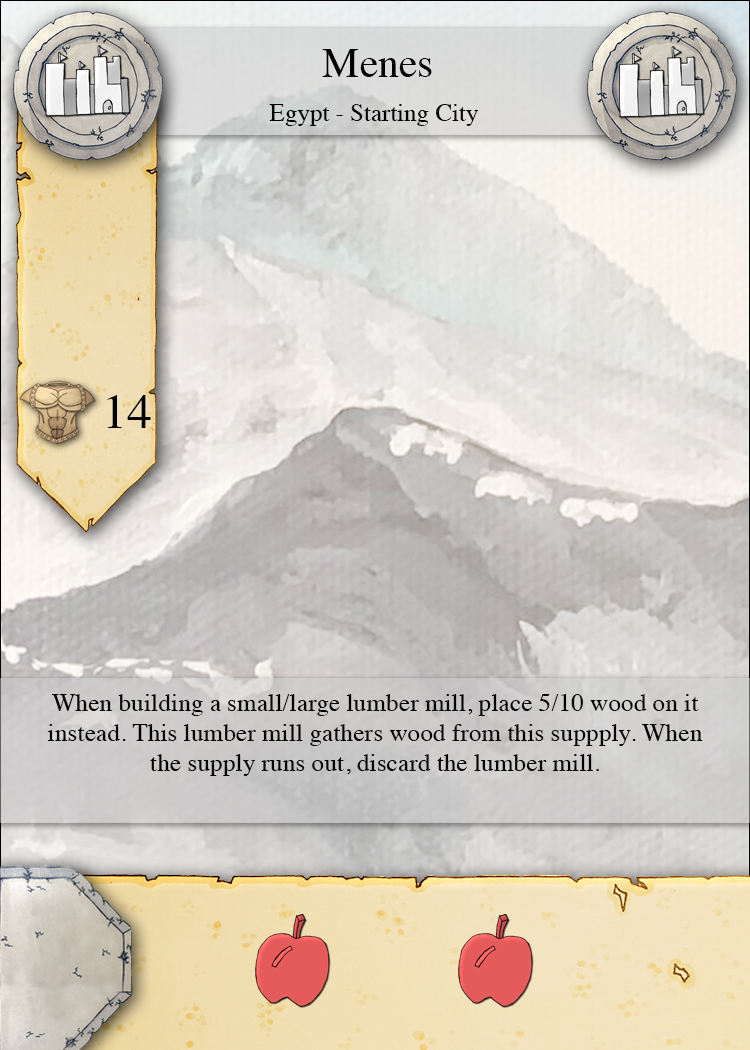 Menes
Egypt - Starting City
14
When building a small/large lumber mill, place 5/10 wood on it
instead. This lumber mill gathers wood from this suppply. When
the supply runs out, discard the lumber mill.